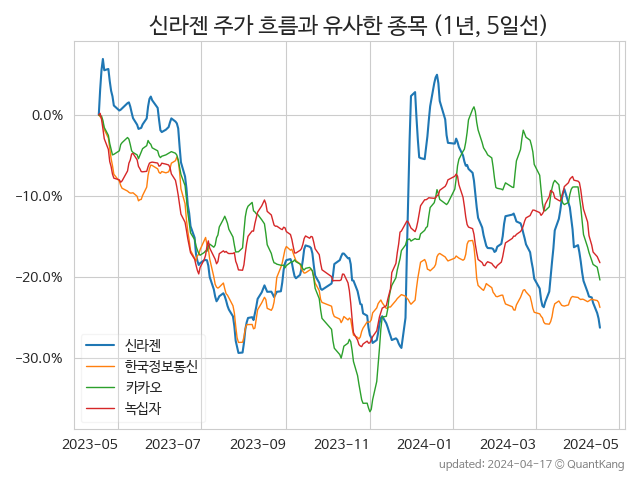 신라젠 주가 흐름과 유사한 종목 (1년, 5일선)
0.0%
−10.0%
−20.0%
−30.0%
신라젠
한국정보통신
카카오
녹십자
2023-05 2023-07 2023-09 2023-11 2024-01 2024-03 2024-05
updated: 2024-04-17 © QuantKang